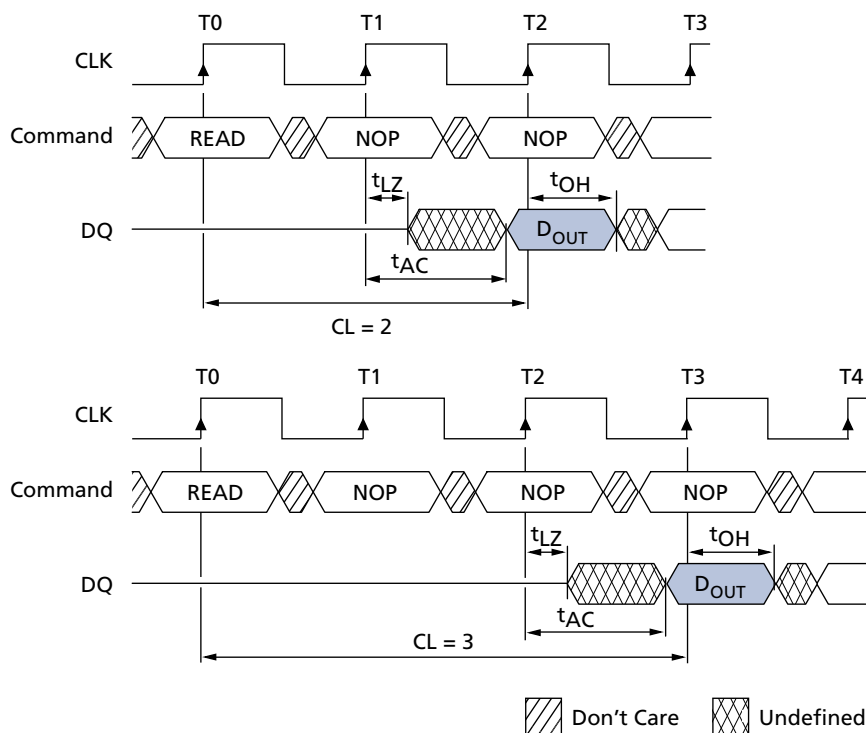 T0 T1 T2 T3
CLK
Command READ NOP NOP
tLZ tOH
DQ DOUT
tAC
CL = 2
T0 T1 T2 T3 T4
CLK
Command READ NOP NOP NOP
tLZ tOH
DQ DOUT
tAC
CL = 3
Don't Care Undefined